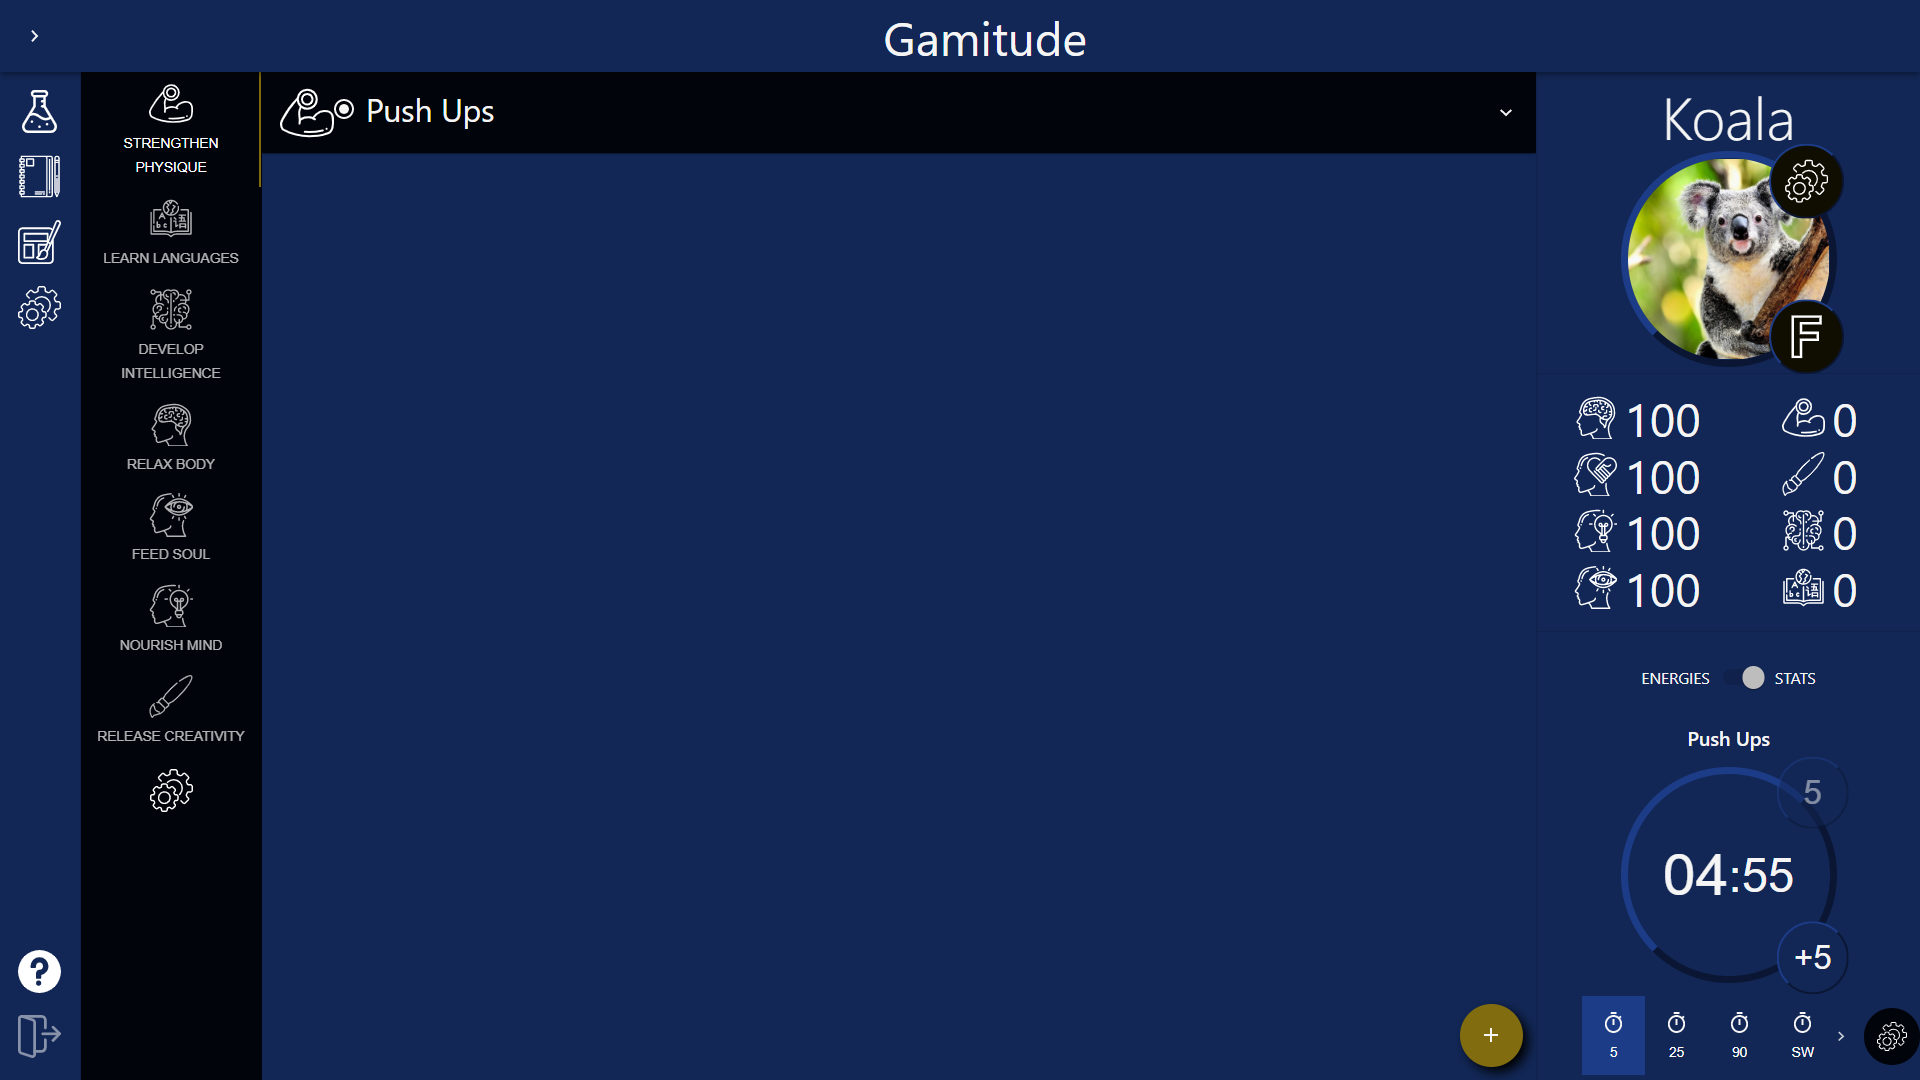 Gamitude
STRENGTHEN
PHYSIQUE
LEARN LANGUAGES
DEVELOP
INTELLIGENCE
RELAX BODY
FEED SOUL
NOURISH MIND
RELEASE CREATIVITY
Push Ups
Koala
F
100 0
100 0
100 0
100 0
ENERGIES STATS
Push Ups
5
04:55
+5
5 25 90 SW